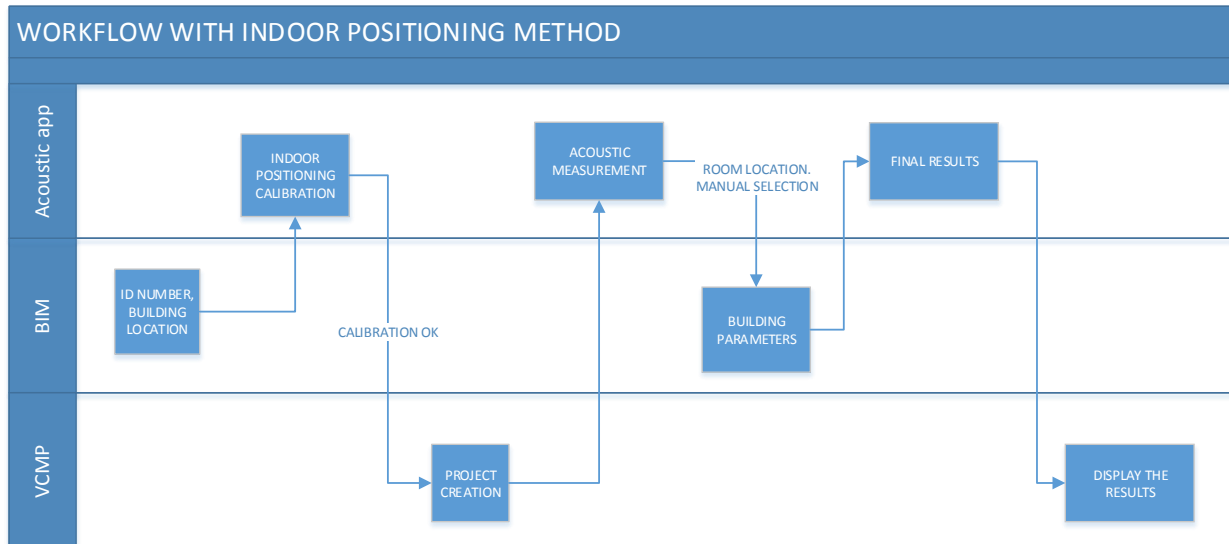 WORKFLOW WITH INDOOR POSITIONING METHOD
Acoustic app
INDOOR
POSITIONING
CALIBRATION
ACOUSTIC
MEASUREMENT
ROOM LOCATION.
MANUAL SELECTION
FINAL RESULTS
BIM
ID NUMBER,
BUILDING
LOCATION
CALIBRATION OK
BUILDING
PARAMETERS
VCMP
PROJECT
CREATION
DISPLAY THE
RESULTS